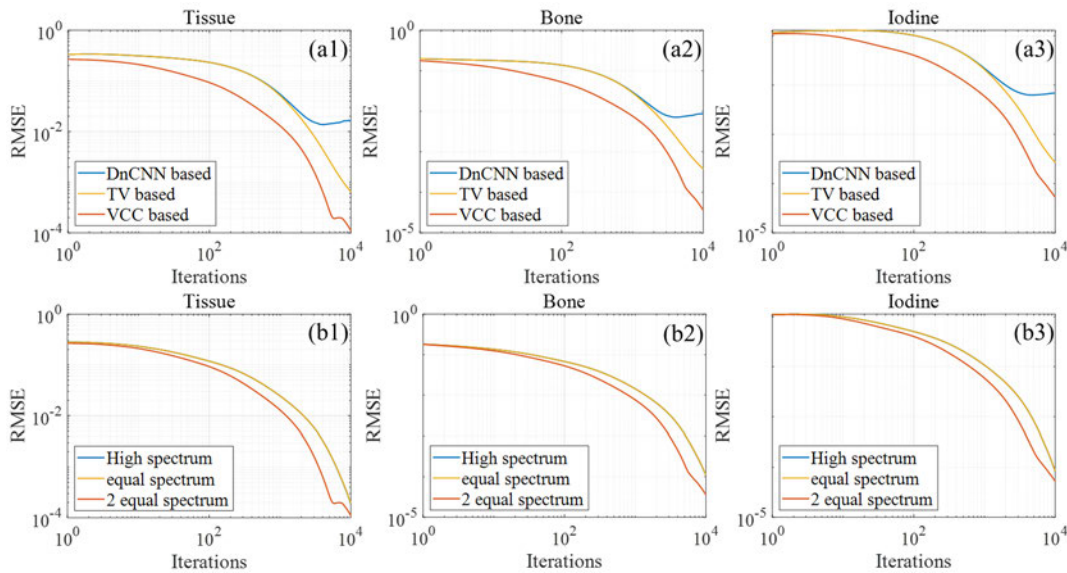 Tissue
(a1)
RMSE
10^0
10^-2
10^-4
DnCNN based
TV based
VCC based
10^0 10^2 10^4
Iterations
Bone
(a2)
RMSE
10^0
10^-5
DnCNN based
TV based
VCC based
10^0 10^2 10^4
Iterations
Iodine
(a3)
RMSE
10^0
10^-5
DnCNN based
TV based
VCC based
10^0 10^2 10^4
Iterations
Tissue
(b1)
RMSE
10^0
10^-2
10^-4
High spectrum
equal spectrum
2 equal spectrum
10^0 10^2 10^4
Iterations
Bone
(b2)
RMSE
10^0
10^-5
High spectrum
equal spectrum
2 equal spectrum
10^0 10^2 10^4
Iterations
Iodine
(b3)
RMSE
10^0
10^-5
High spectrum
equal spectrum
2 equal spectrum
10^0 10^2 10^4
Iterations